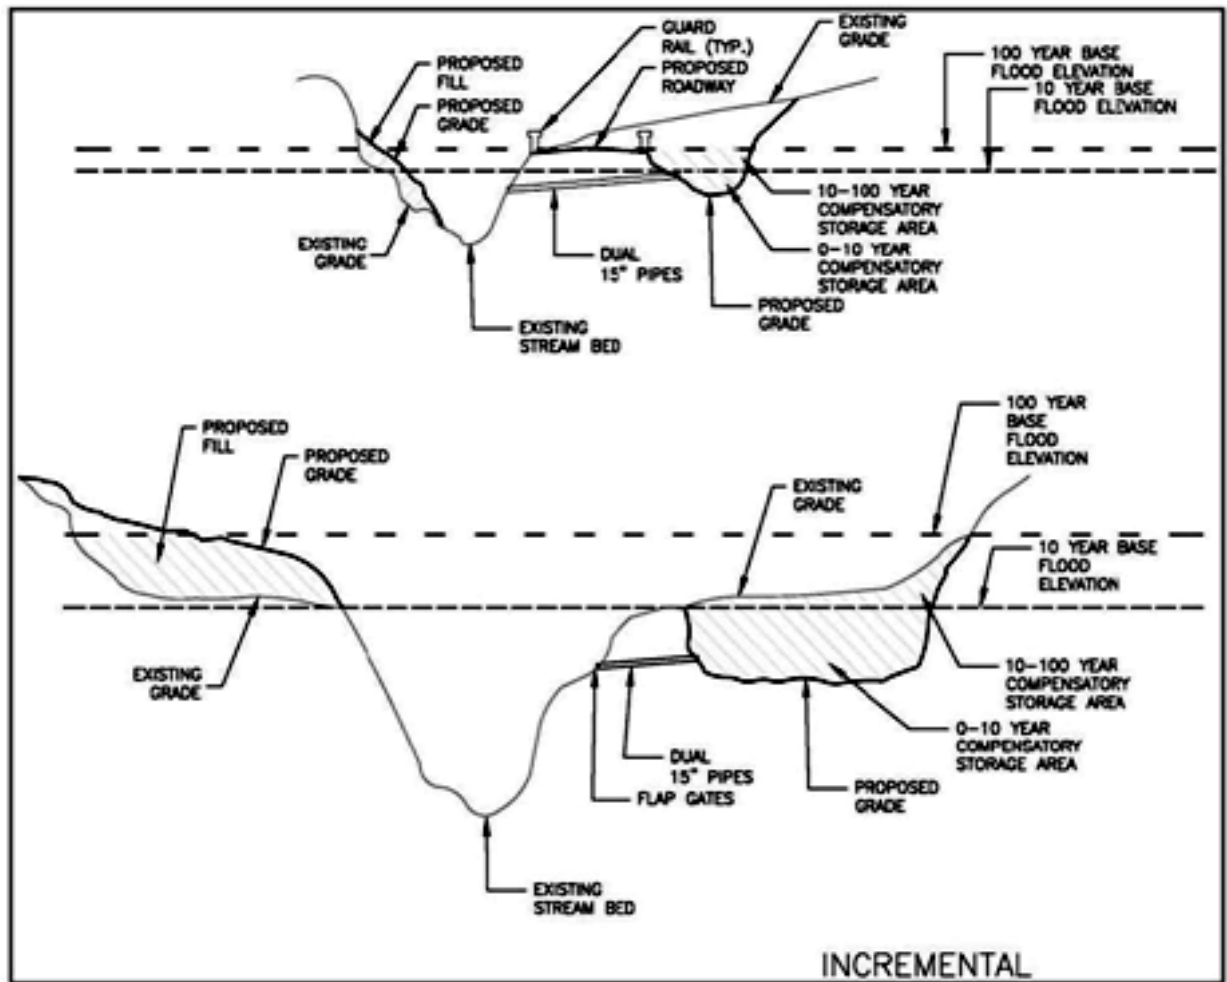 GUARD
RAIL (TYP.)
EXISTING
GRADE
PROPOSED
FILL
PROPOSED
ROADWAY
100 YEAR BASE
FLOOD ELEVATION
10 YEAR BASE
FLOOD ELEVATION
PROPOSED
GRADE
10-100 YEAR
COMPENSATORY
STORAGE AREA
EXISTING
GRADE
DUAL
15" PIPES
0-10 YEAR
COMPENSATORY
STORAGE AREA
PROPOSED
GRADE
EXISTING
STREAM BED
100 YEAR
BASE
FLOOD
ELEVATION
PROPOSED
FILL
PROPOSED
GRADE
EXISTING
GRADE
10 YEAR BASE
FLOOD
ELEVATION
EXISTING
GRADE
10-100 YEAR
COMPENSATORY
STORAGE AREA
0-10 YEAR
COMPENSATORY
STORAGE AREA
DUAL
15" PIPES
FLAP GATES
PROPOSED
GRADE
EXISTING
STREAM BED
INCREMENTAL